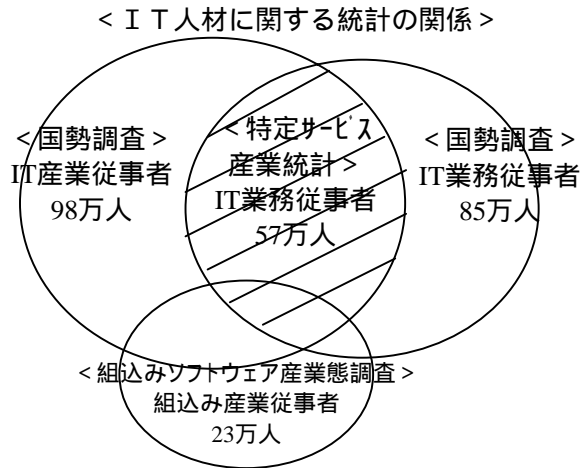 ＜ＩＴ人材に関する統計の関係＞
＜国勢調査＞
IT産業従事者
98万人
＜特定ｻｰﾋﾞｽ
産業統計＞
IT業務従事者
57万人
＜国勢調査＞
IT業務従事者
85万人
＜組込みｿﾌﾄｳｪｱ産業態調査＞
組込み産業従事者
23万人